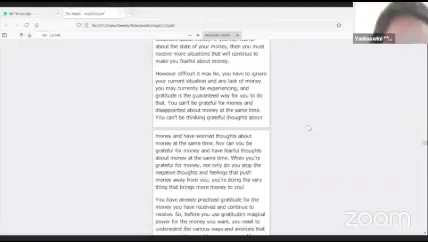 about the state of your money, then you must
receive more situations that will continue to
make you fearful about money.
However difficult it may be, you have to ignore
your current situation and any lack of money
you may currently be experiencing, and
gratitude is the guaranteed way for you to do
that. You can't be grateful for money and
disappointed about money at the same time.
You can't be thinking grateful thoughts about
money and have worried thoughts about
money at the same time. Nor can you be
grateful for money and have fearful thoughts
about money at the same time. When you're
grateful for money, not only do you stop the
negative thoughts and feelings that push
money away from you, you're doing the very
thing that brings more money to you!
You have already practiced gratitude for the
money you have received and continue to
receive. So, before you use gratitude's magical
power for the money you want, you need to
understand the various ways and avenues that
zoom